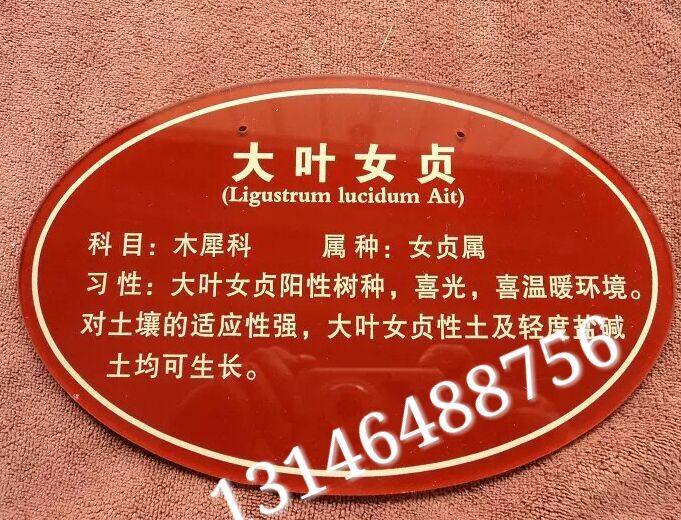 大叶女贞
(Ligustrum lucidum Ait)
科目：木犀科 属种：女贞属
习性：大叶女贞阳性树种，喜光，喜温暖环境。
对土壤的适应性强，大叶女贞性土及轻度盐碱
土均可生长。
13146488756